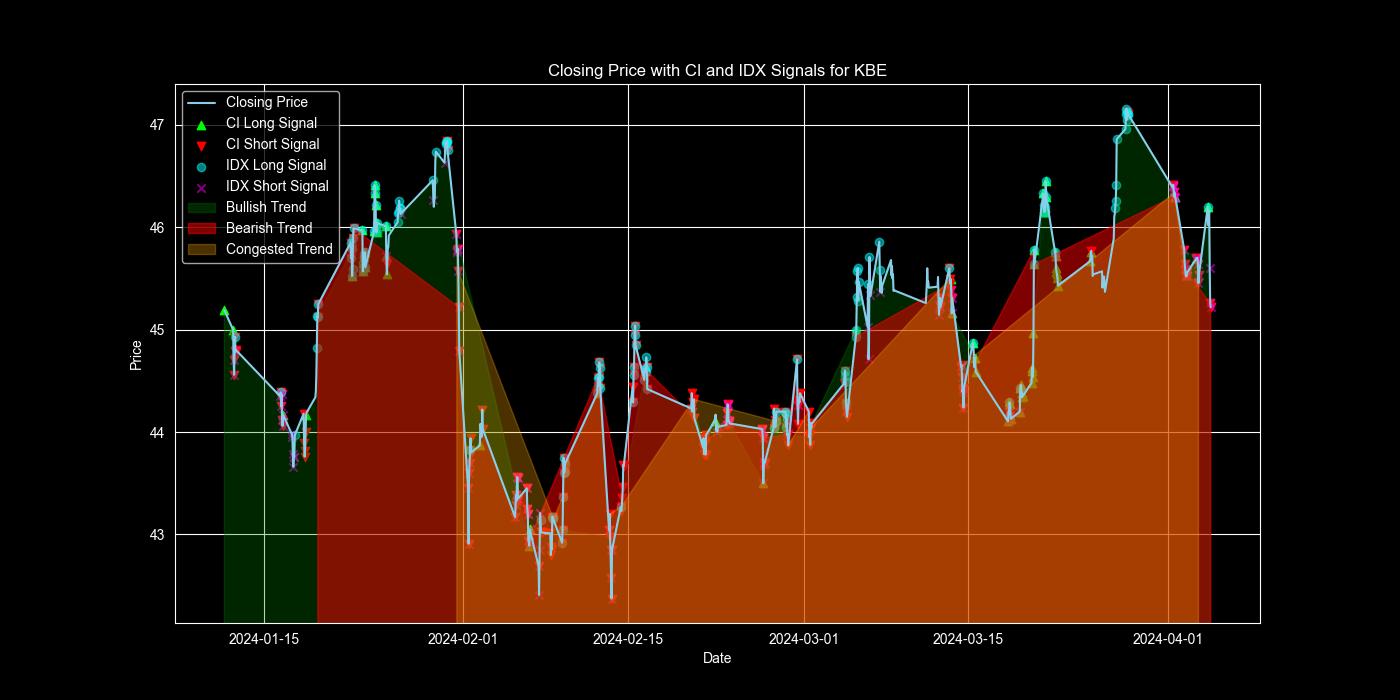 Closing Price with CI and IDX Signals for KBE
Closing Price
CI Long Signal
CI Short Signal
IDX Long Signal
IDX Short Signal
Bullish Trend
Bearish Trend
Congested Trend
47
46
45
44
43
Price
2024-01-15
2024-02-01
2024-02-15
2024-03-01
2024-03-15
2024-04-01
Date